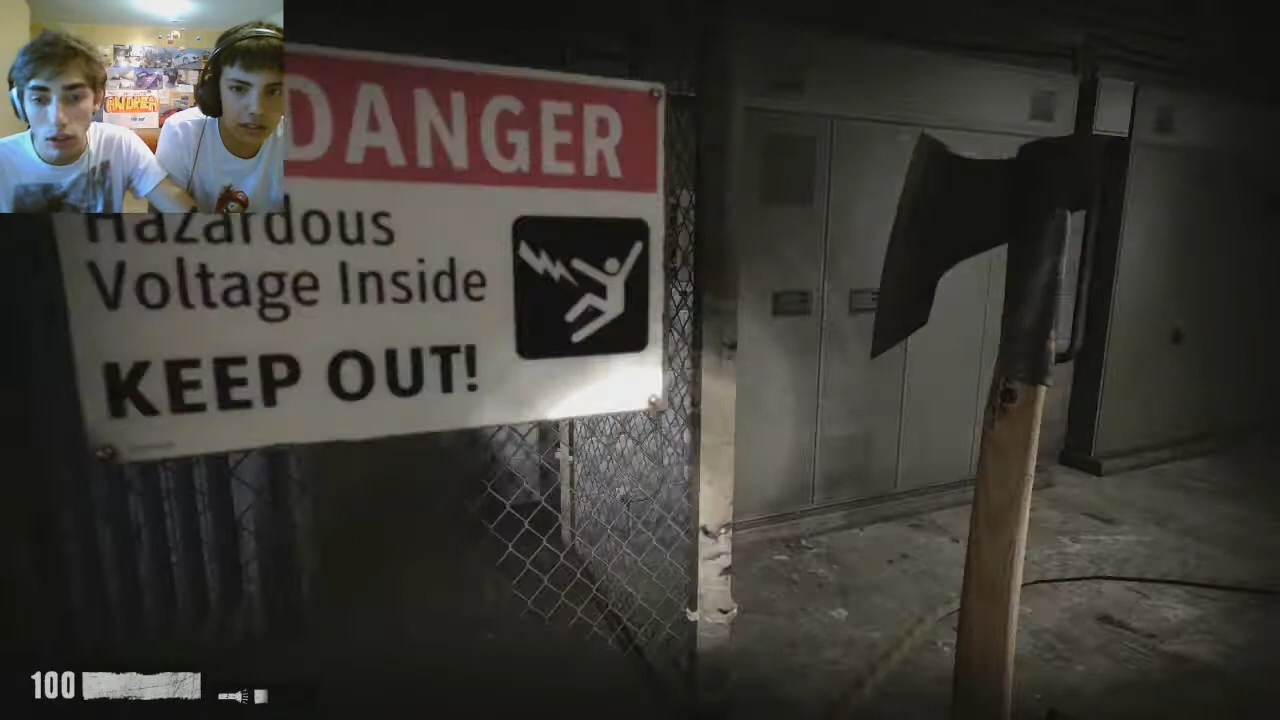 ANDREA
DANGER
Hazardous
Voltage Inside
KEEP OUT!
100